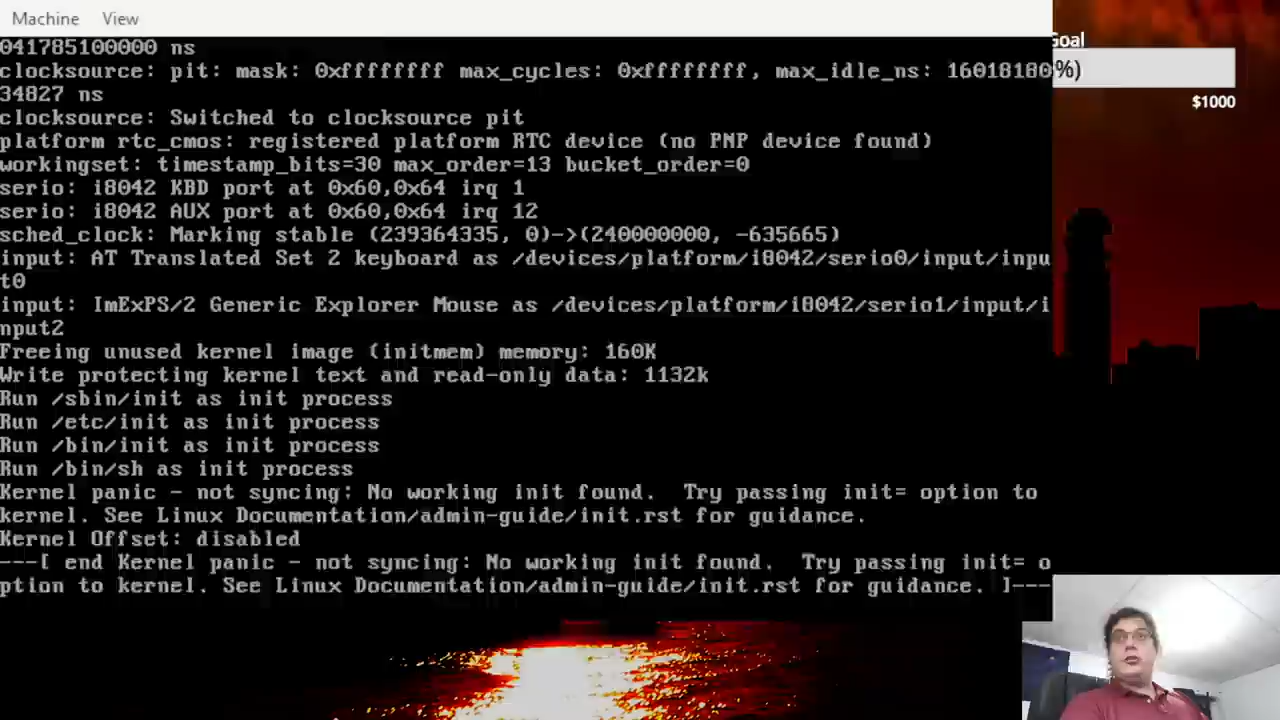 Machine View
041785100000 ns
clocksource: pit: mask: 0xffffffff max_cycles: 0xffffffff, max_idle_ns: 16018180
34827 ns
clocksource: Switched to clocksource pit
platform rtc_cmos: registered platform RTC device (no PNP device found)
workingset: timestamp_bits=30 max_order=13 bucket_order=0
serio: i8042 KBD port at 0x60,0x64 irq 1
serio: i8042 AUX port at 0x60,0x64 irq 12
sched_clock: Marking stable (239364335, 0)->(240000000, -635665)
input: AT Translated Set 2 keyboard as /devices/platform/i8042/serio0/input/inpu
t0
input: ImExPS/2 Generic Explorer Mouse as /devices/platform/i8042/serio1/input/i
nput2
Freeing unused kernel image (initmem) memory: 160K
Write protecting kernel text and read-only data: 1132k
Run /sbin/init as init process
Run /etc/init as init process
Run /bin/init as init process
Run /bin/sh as init process
Kernel panic - not syncing: No working init found.  Try passing init= option to
kernel. See Linux Documentation/admin-guide/init.rst for guidance.
Kernel Offset: disabled
---[ end Kernel panic - not syncing: No working init found.  Try passing init= o
ption to kernel. See Linux Documentation/admin-guide/init.rst for guidance. ]---
Goal
%)
$1000